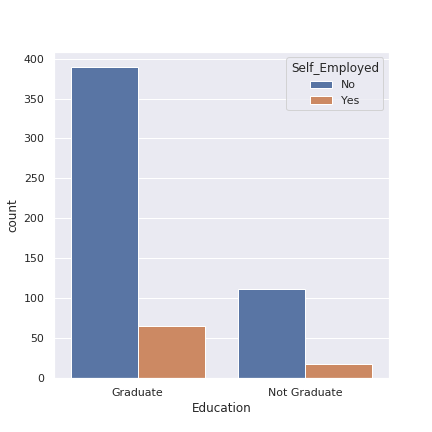 400
350
300
250
200
150
100
50
0
count
Self_Employed
No
Yes
Graduate
Not Graduate
Education